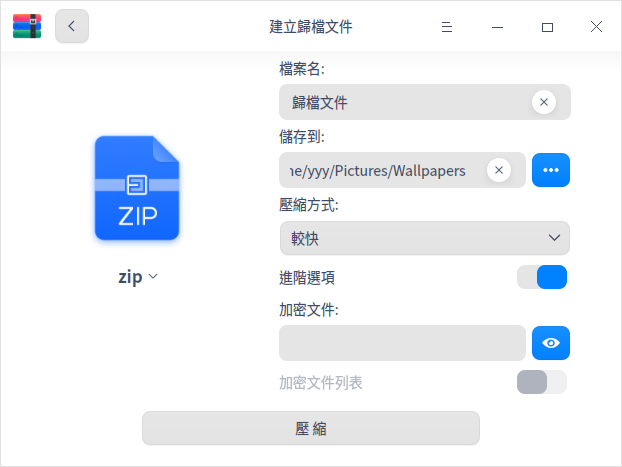 建立歸檔文件
檔案名:
歸檔文件
儲存到:
ne/yyy/Pictures/Wallpapers
壓縮方式:
較快
ZIP
zip
進階選項
加密文件:
加密文件列表
壓 縮